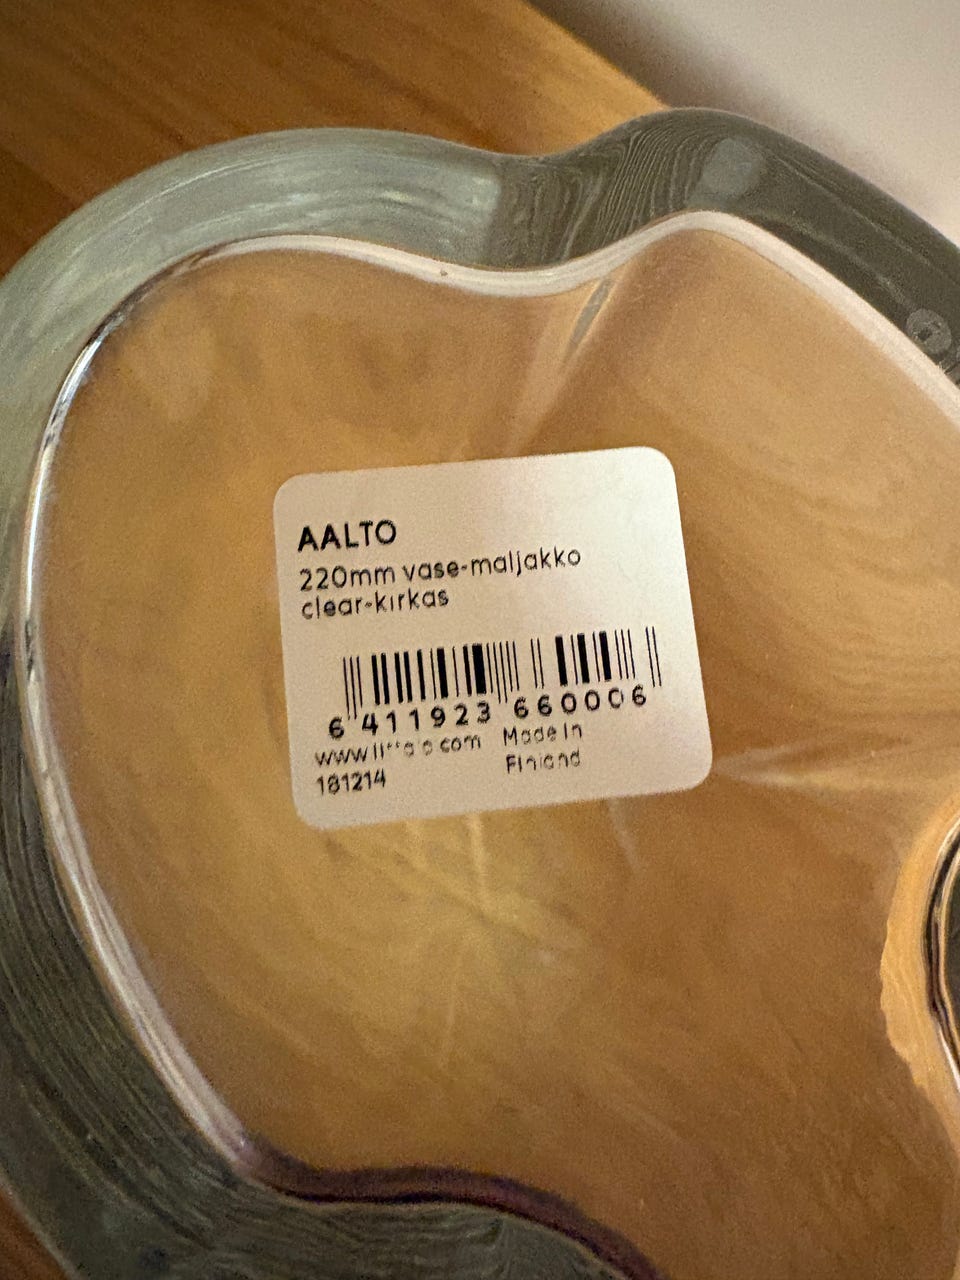 AALTO
220mm vase-maljakko
clear-kirkas
6 411923 660006
Made in
Finland
181214